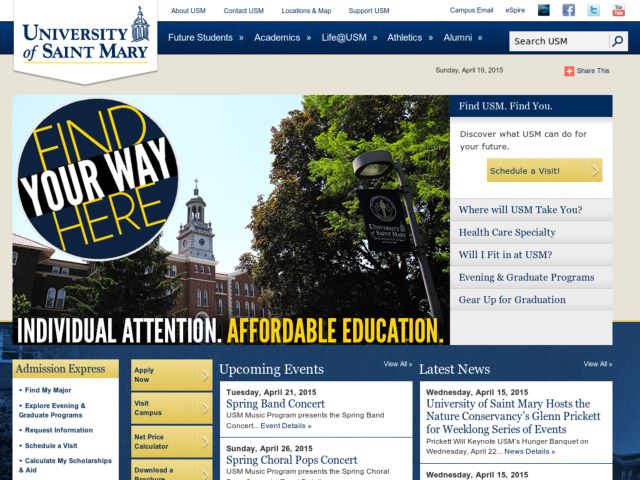 About USM
Contact USM
Locations & Map
Support USM
Campus Email
eSpire
UNIVERSITY
of SAINT MARY
Future Students »
Academics »
Life@USM »
Athletics »
Alumni »
Search USM
Sunday, April 19, 2015
Share This
FIND
YOUR WAY
HERE
UNIVERSITY
OF SAINT MARY
INDIVIDUAL ATTENTION. AFFORDABLE EDUCATION.
Find USM. Find You.
Discover what USM can do for
your future.
Schedule a Visit!
Where will USM Take You?
Health Care Specialty
Will I Fit in at USM?
Evening & Graduate Programs
Gear Up for Graduation
Admission Express
Find My Major
Explore Evening &
Graduate Programs
Request Information
Schedule a Visit
Calculate My Scholarships
& Aid
Apply
Now
Visit
Campus
Net Price
Calculator
Download a
Brochure
Upcoming Events
View All »
Tuesday, April 21, 2015
Spring Band Concert
USM Music Program presents the Spring Band
Concert... Event Details »
Sunday, April 26, 2015
Spring Choral Pops Concert
USM Music Program presents the Spring Choral
Latest News
View All »
Wednesday, April 15, 2015
University of Saint Mary Hosts the
Nature Conservancy's Glenn Prickett
for Weeklong Series of Events
Prickett Will Keynote USM's Hunger Banquet on
Wednesday, April 22... News Details »
Wednesday, April 15, 2015